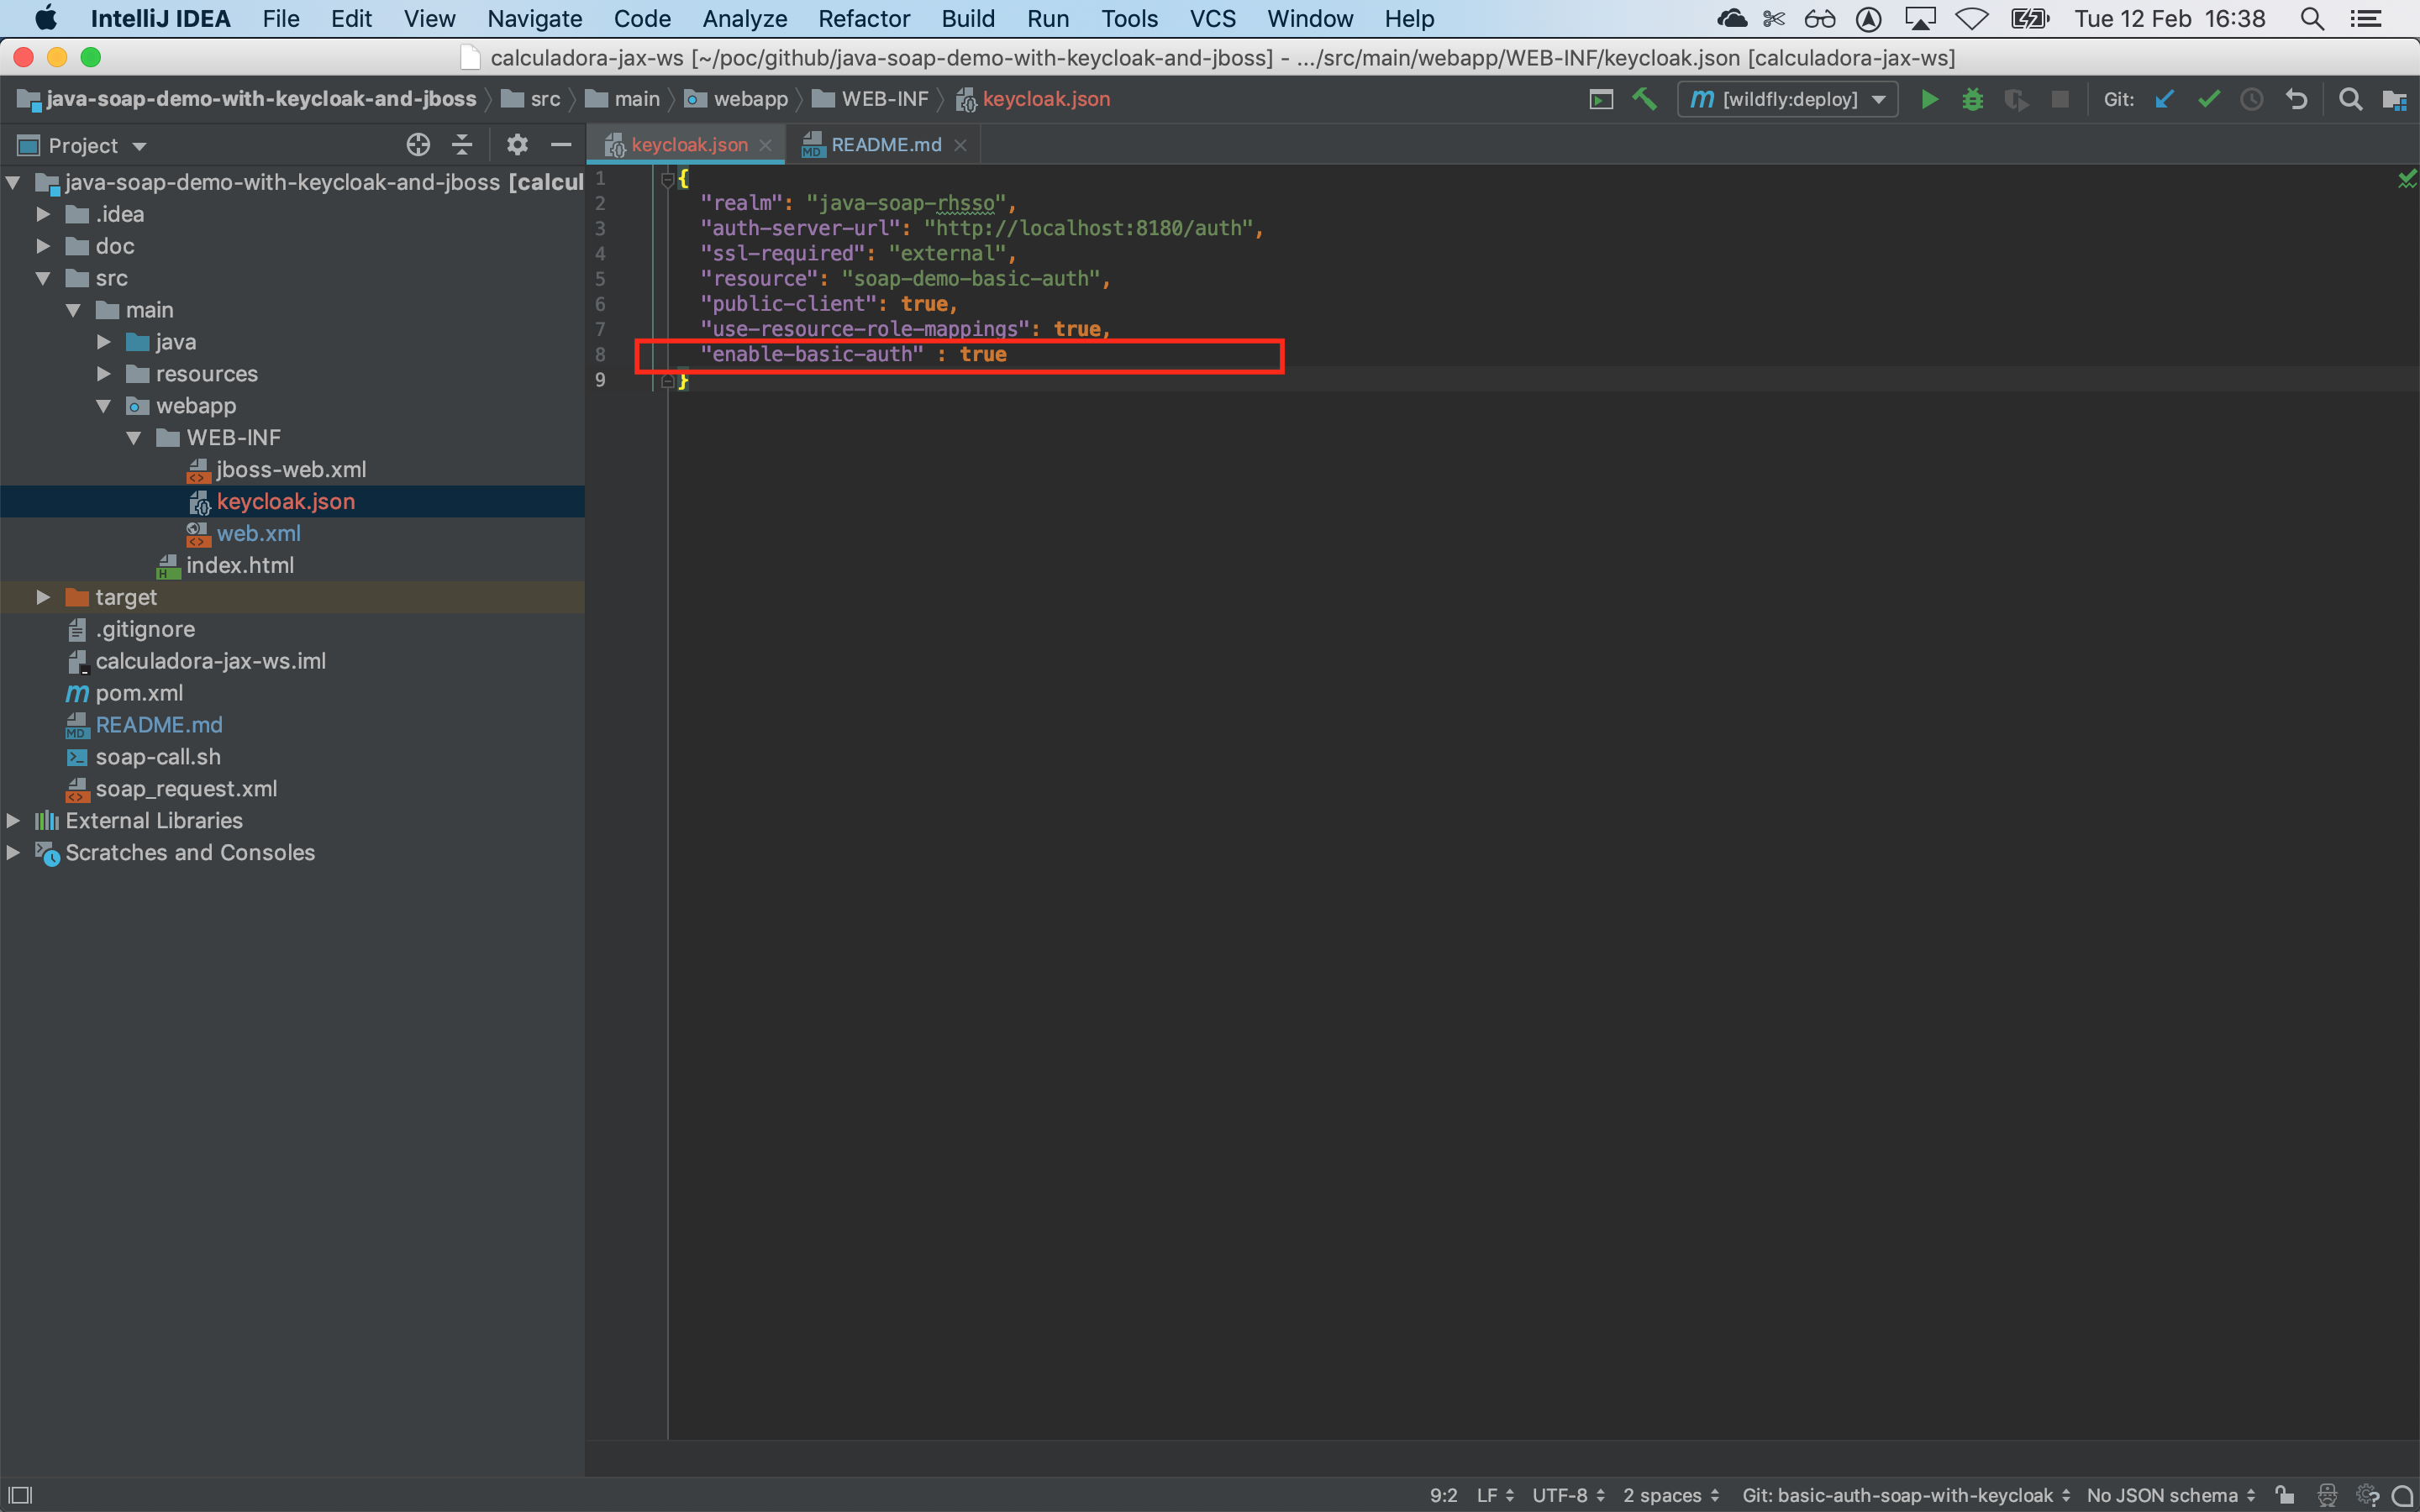 IntelliJ IDEA File Edit View Navigate Code Analyze Refactor Build Run Tools VCS Window Help Tue 12 Feb 16:38
calculadora-jax-ws [~/poc/github/java-soap-demo-with-keycloak-and-jboss] - .../src/main/webapp/WEB-INF/keycloak.json [calculadora-jax-ws]
java-soap-demo-with-keycloak-and-jboss src main webapp WEB-INF keycloak.json [wildfly:deploy] Git:
Project
keycloak.json README.md
java-soap-demo-with-keycloak-and-jboss [calcul
.idea
doc
src
main
java
resources
webapp
WEB-INF
jboss-web.xml
keycloak.json
web.xml
index.html
target
.gitignore
calculadora-jax-ws.iml
pom.xml
README.md
soap-call.sh
soap_request.xml
External Libraries
Scratches and Consoles
1 {
2 "realm": "java-soap-rhsso",
3 "auth-server-url": "http://localhost:8180/auth",
4 "ssl-required": "external",
5 "resource": "soap-demo-basic-auth",
6 "public-client": true,
7 "use-resource-role-mappings": true,
8 "enable-basic-auth" : true
9 }
9:2 LF UTF-8 2 spaces Git: basic-auth-soap-with-keycloak No JSON schema